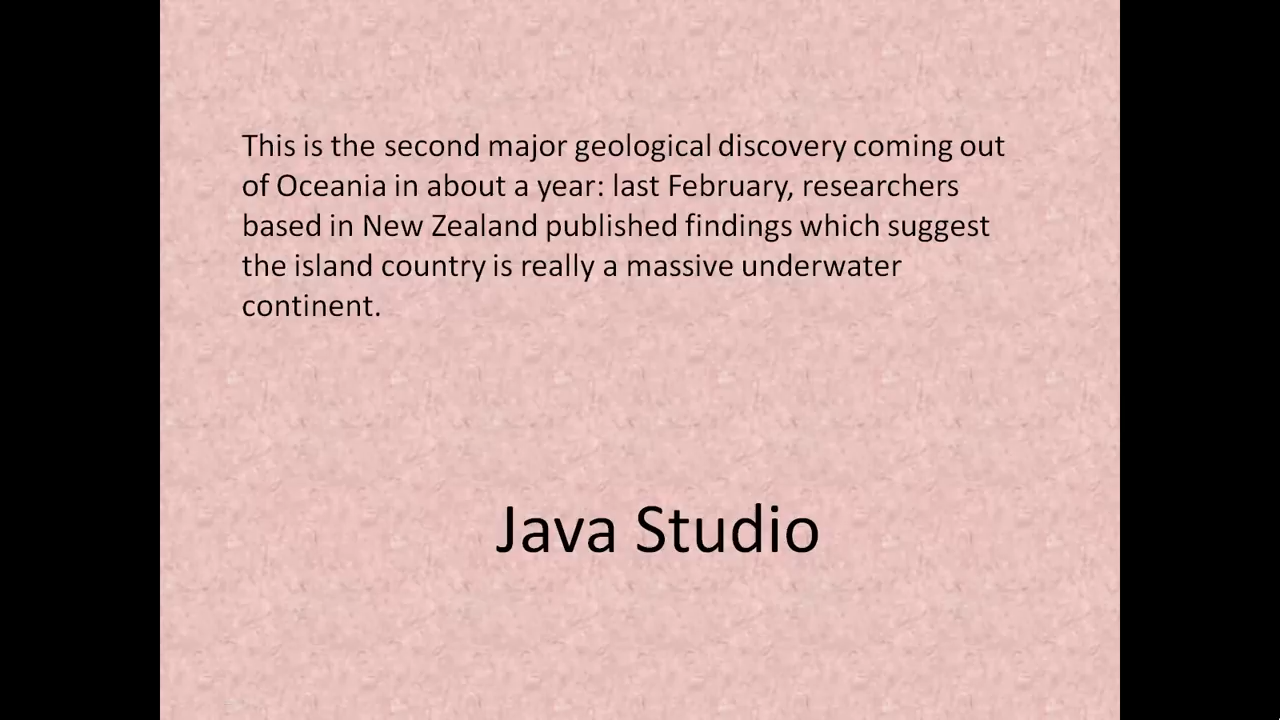 This is the second major geological discovery coming out
of Oceania in about a year: last February, researchers
based in New Zealand published findings which suggest
the island country is really a massive underwater
continent.
Java Studio